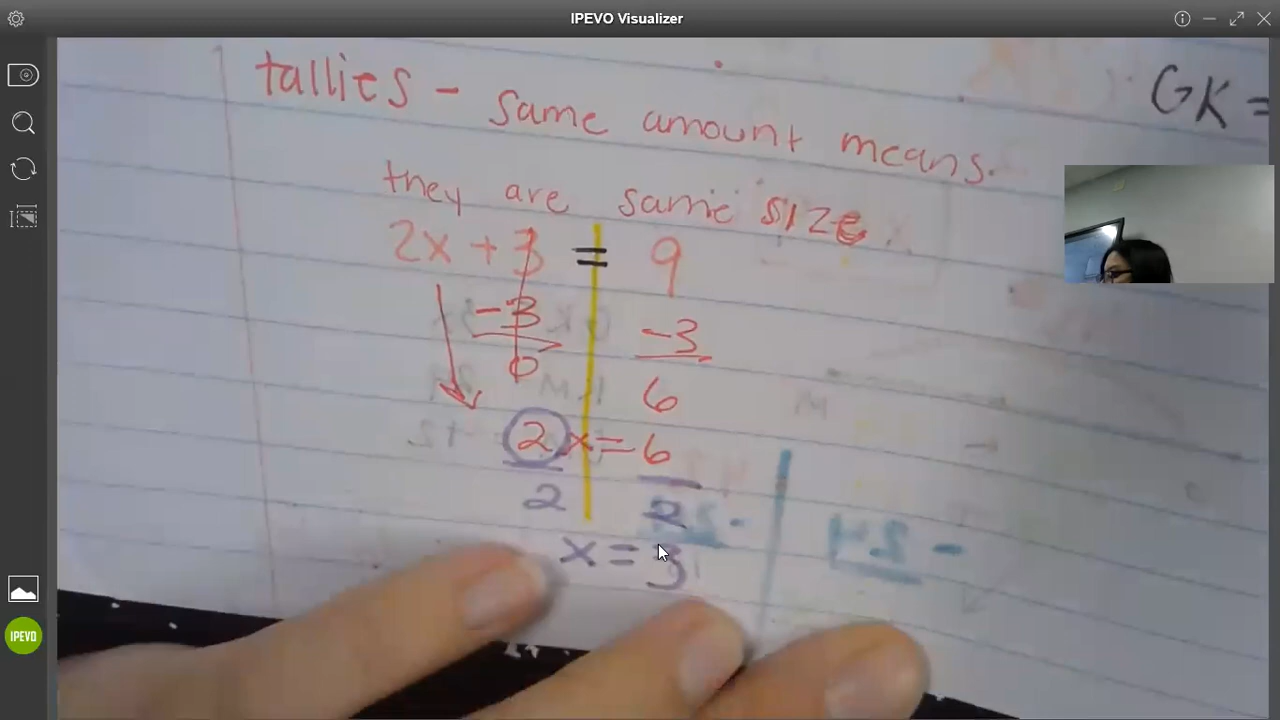 IPEVO Visualizer
tallies - same amount means
GK =
they are same size
2x + 3 = 9
-3 -3
0 6
2x = 6
2 2
x = 3
IPEVO